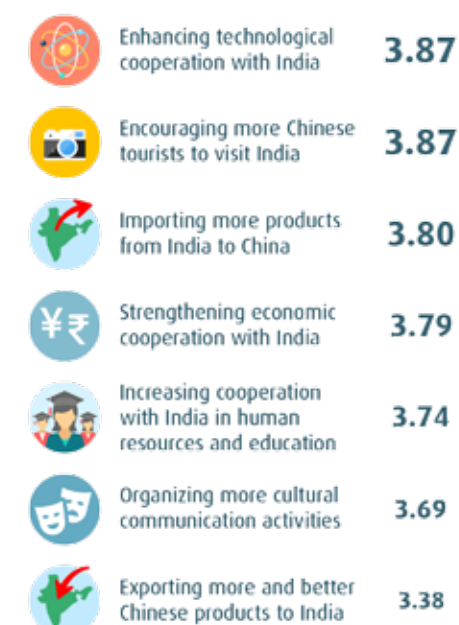 Enhancing technological
cooperation with India
3.87
Encouraging more Chinese
tourists to visit India
3.87
Importing more products
from India to China
3.80
¥₹
Strengthening economic
cooperation with India
3.79
Increasing cooperation
with India in human
resources and education
3.74
Organizing more cultural
communication activities
3.69
Exporting more and better
Chinese products to India
3.38